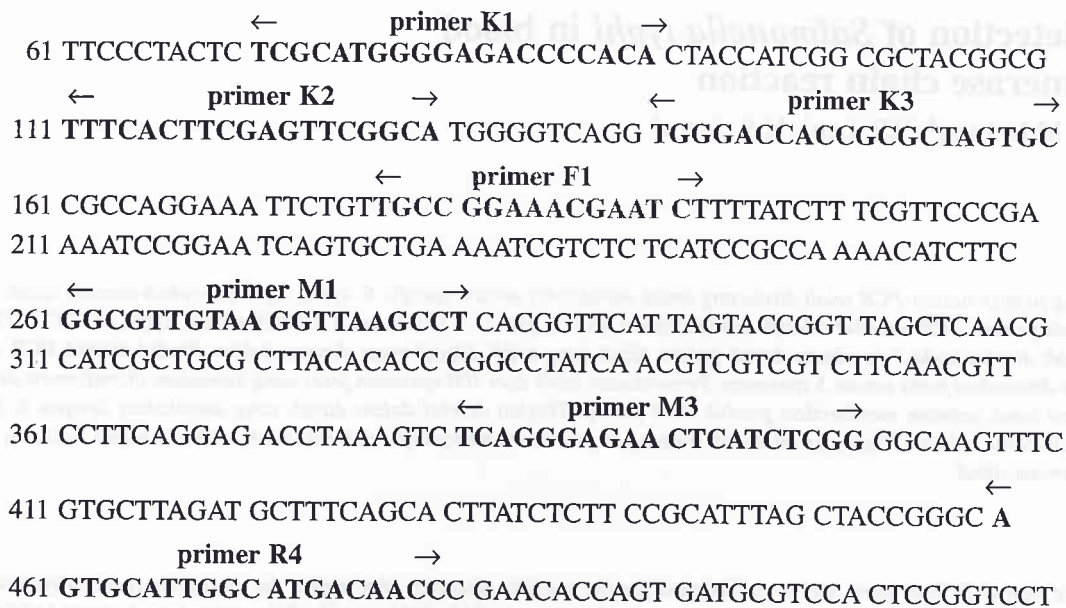 ← primer K1 →
61 TTCCCTACTC TCGCATGGGGAGACCCCACA CTACCATCGG CGCTACGGCG
← primer K2 → ← primer K3 →
111 TTTCACTTCGAGTTCGGCA TGGGGTCAGG TGGGACCACCGCGCTAGTGC
← primer F1 →
161 CGCCAGGAAA TTCTGTTGCC GGAAACGAAT CTTTTATCTT TCGTTCCCGA
211 AAATCCGGAA TCAGTGCTGA AAATCGTCTC TCATCCGCCA AAACATCTTC
← primer M1 →
261 GGCGTTGTAA GGTTAAGCCT CACGGTTCAT TAGTACCGGT TAGCTCAACG
311 CATCGCTGCG CTTACACACC CGGCCTATCA ACGTCGTCGT CTTCAACGTT
← primer M3 →
361 CCTTCAGGAG ACCTAAAGTC TCAGGGAGAA CTCATCTCGG GGCAAGTTTC
←
411 GTGCTTAGAT GCTTTCAGCA CTTATCTCTT CCGCATTTAG CTACCGGGC A
primer R4 →
461 GTGCATTGGC ATGACAACCC GAACACCAGT GATGCGTCCA CTCCGGTCCT